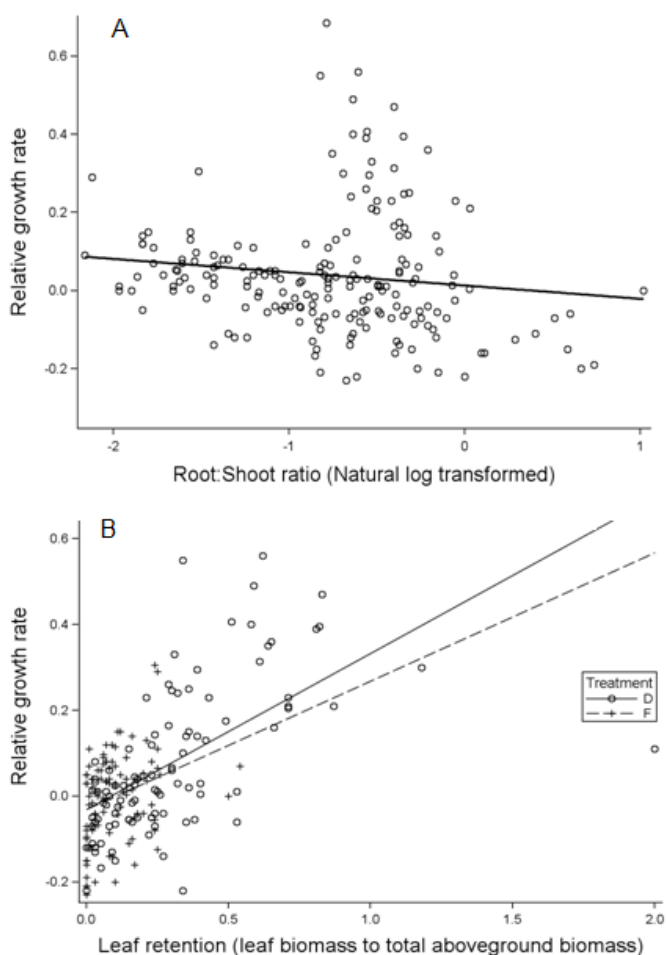 A
Relative growth rate
0.6
0.4
0.2
0.0
-0.2
-2 -1 0 1
Root:Shoot ratio (Natural log transformed)
B
Relative growth rate
0.6
0.4
0.2
0.0
-0.2
Treatment
D
F
0.0 0.5 1.0 1.5 2.0
Leaf retention (leaf biomass to total aboveground biomass)